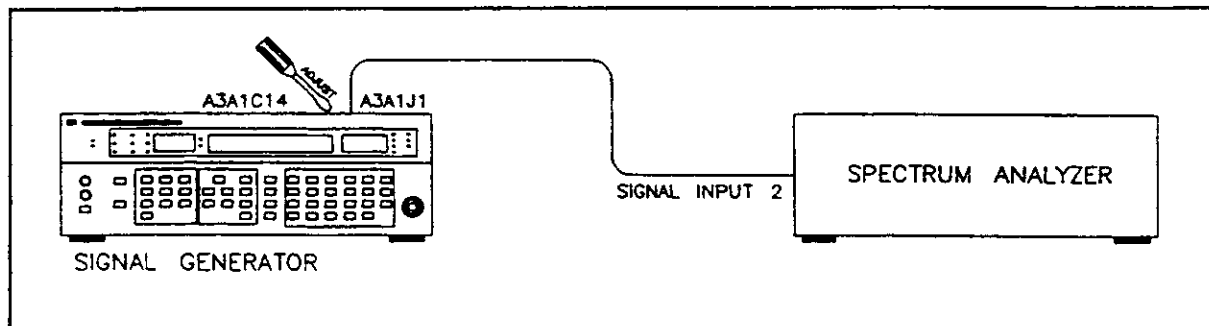 ADJUST
A3A1C14
A3A1J1
SIGNAL INPUT 2
SPECTRUM ANALYZER
SIGNAL GENERATOR